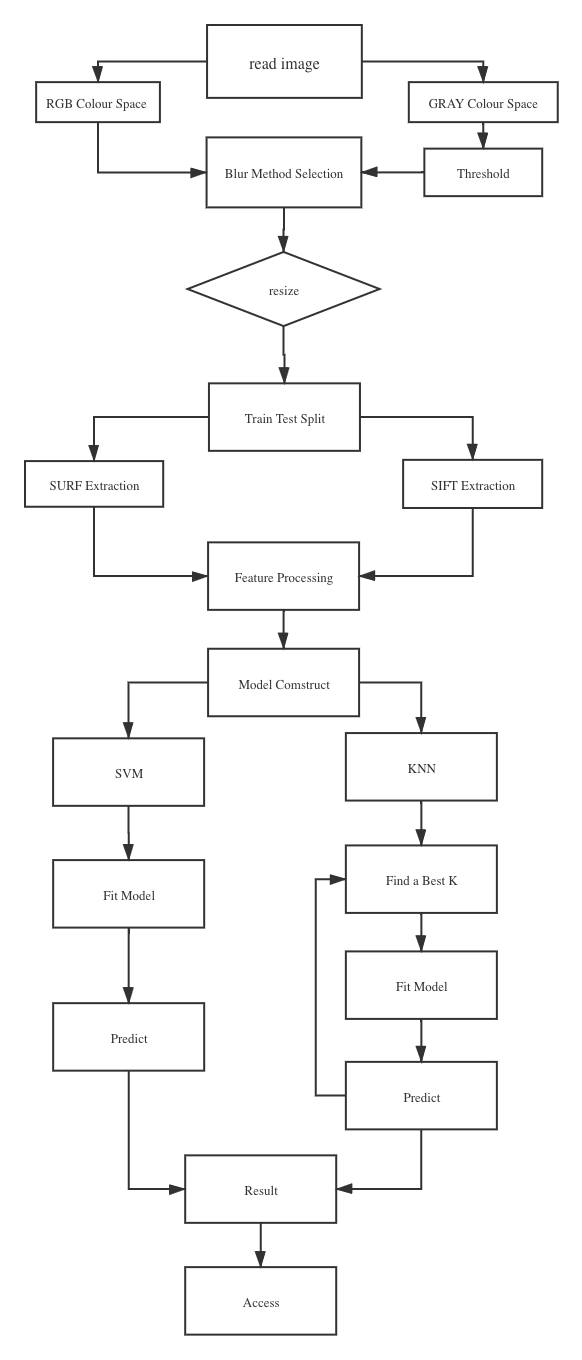 read image
RGB Colour Space
GRAY Colour Space
Blur Method Selection
Threshold
resize
Train Test Split
SURF Extraction
SIFT Extraction
Feature Processing
Model Comstruct
SVM
KNN
Fit Model
Find a Best K
Fit Model
Predict
Predict
Result
Access